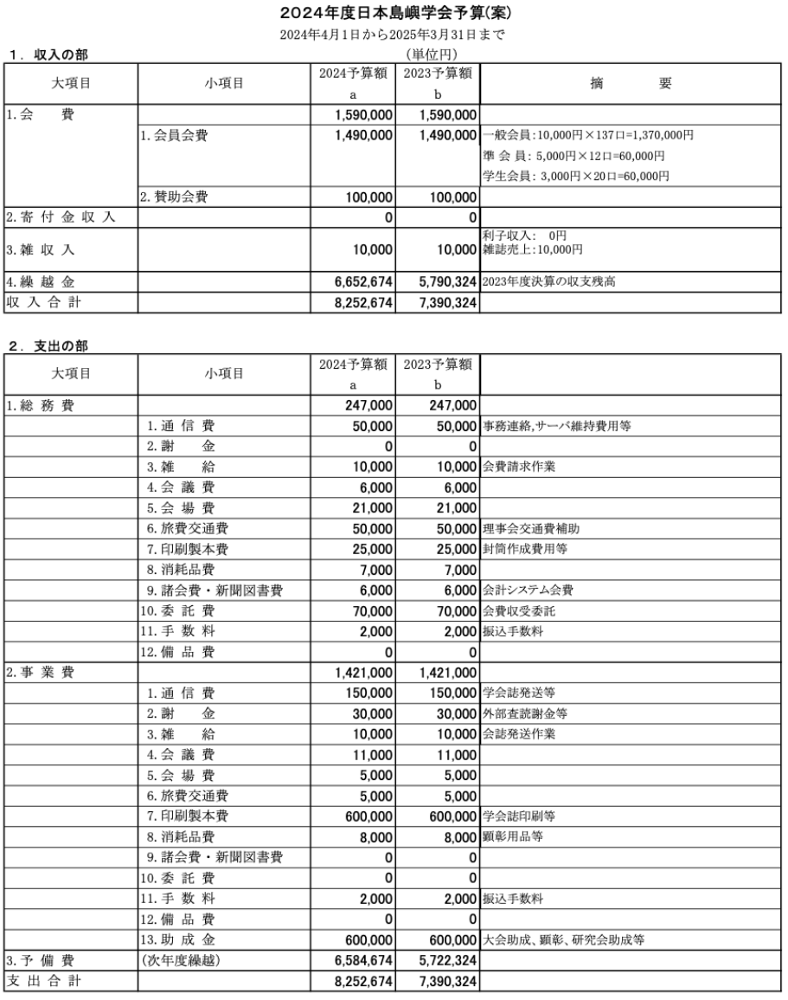 2024年度日本島嶼学会予算(案)
2024年4月1日から2025年3月31日まで
1. 収入の部 (単位円)
大項目 小項目 2024予算額 a 2023予算額 b 摘 要
1.会 費 1,590,000 1,590,000
1.会員会費 1,490,000 1,490,000 一般会員:10,000円×137口=1,370,000円
準 会 員: 5,000円×12口=60,000円
学生会員: 3,000円×20口=60,000円
2.賛助会費 100,000 100,000
2.寄 付 金 収 入 0 0
利子収入: 0円
3.雑 収 入 10,000 10,000 雑誌売上:10,000円
4.繰 越 金 6,652,674 5,790,324 2023年度決算の収支残高
収 入 合 計 8,252,674 7,390,324
2. 支出の部
大項目 小項目 2024予算額 a 2023予算額 b
1.総 務 費 247,000 247,000
1.通 信 費 50,000 50,000 事務連絡,サーバ維持費用等
2.謝 金 0 0
3.雑 給 10,000 10,000 会費請求作業
4.会 議 費 6,000 6,000
5.会 場 費 21,000 21,000
6.旅費交通費 50,000 50,000 理事会交通費補助
7.印刷製本費 25,000 25,000 封筒作成費用等
8.消耗品費 7,000 7,000
9.諸会費・新聞図書費 6,000 6,000 会計システム会費
10.委 託 費 70,000 70,000 会費収受委託
11.手 数 料 2,000 2,000 振込手数料
12.備 品 費 0 0
2.事 業 費 1,421,000 1,421,000
1.通 信 費 150,000 150,000 学会誌発送等
2.謝 金 30,000 30,000 外部査読謝金等
3.雑 給 10,000 10,000 会誌発送作業
4.会 議 費 11,000 11,000
5.会 場 費 5,000 5,000
6.旅費交通費 5,000 5,000
7.印刷製本費 600,000 600,000 学会誌印刷等
8.消耗品費 8,000 8,000 顕彰用品等
9.諸会費・新聞図書費 0 0
10.委 託 費 0 0
11.手 数 料 2,000 2,000 振込手数料
12.備 品 費 0 0
13.助 成 金 600,000 600,000 大会助成、顕彰、研究会助成等
3.予 備 費 (次年度繰越) 6,584,674 5,722,324
支 出 合 計 8,252,674 7,390,324